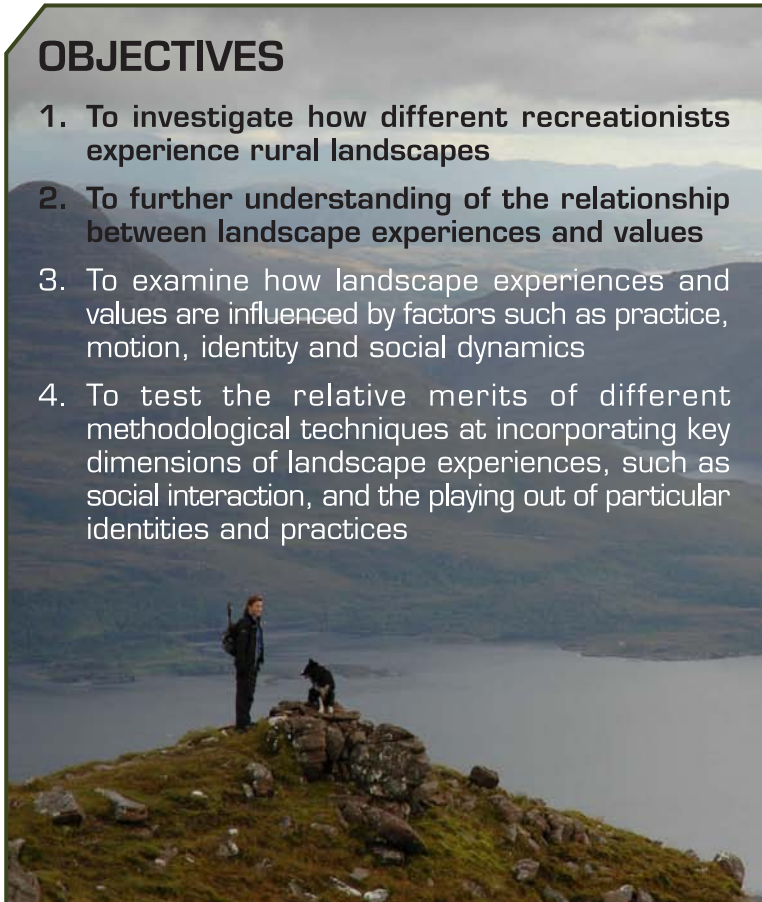 OBJECTIVES
1. To investigate how different recreationists
experience rural landscapes
2. To further understanding of the relationship
between landscape experiences and values
3. To examine how landscape experiences and
values are influenced by factors such as practice,
motion, identity and social dynamics
4. To test the relative merits of different
methodological techniques at incorporating key
dimensions of landscape experiences, such as
social interaction, and the playing out of particular
identities and practices